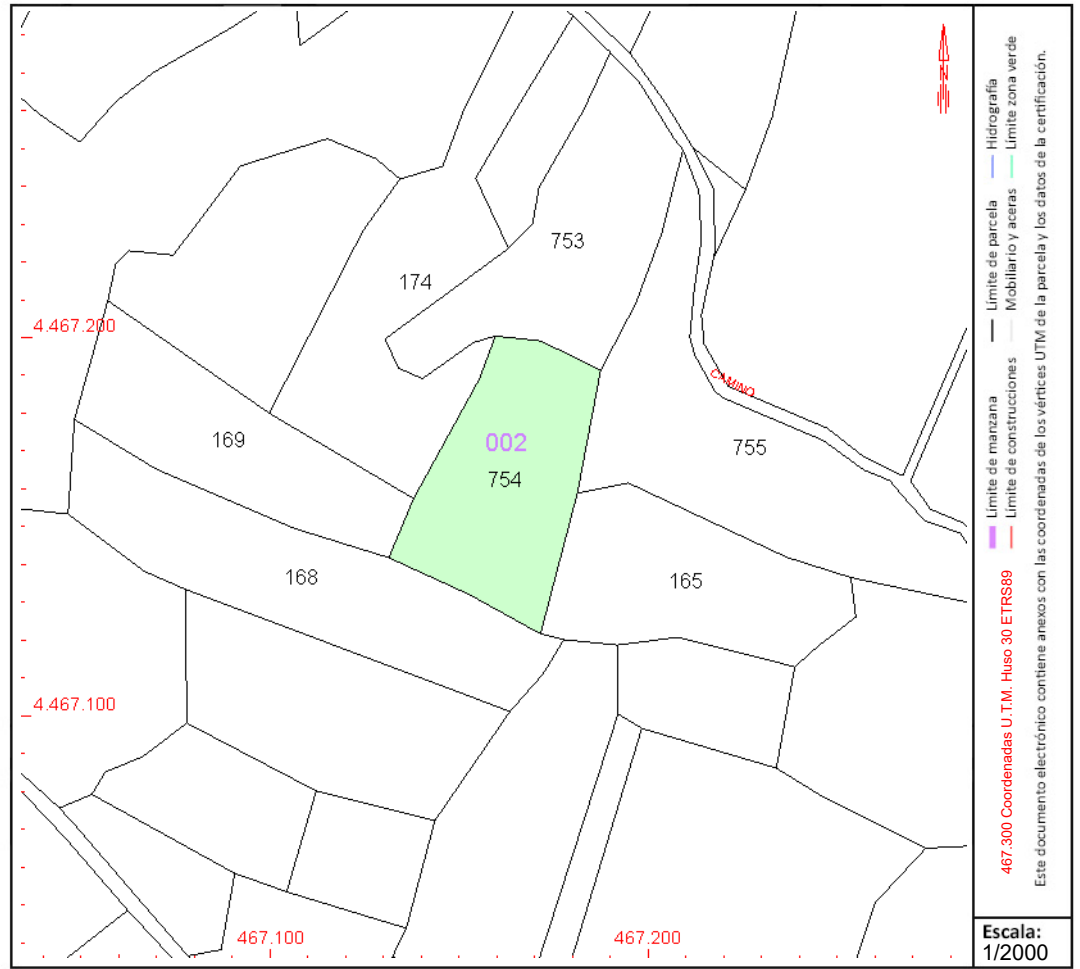 N
753
174
4.467.200
CAMINO
002
169
755
754
168
165
4.467.100
467.100
467.200
Límite de manzana
Límite de parcela
Hidrografía
Límite de construcciones
Mobiliario y aceras
Límite zona verde
467.300 Coordenadas U.T.M. Huso 30 ETRS89
Este documento electrónico contiene anexos con las coordenadas de los vértices UTM de la parcela y los datos de la certificación.
Escala:
1/2000